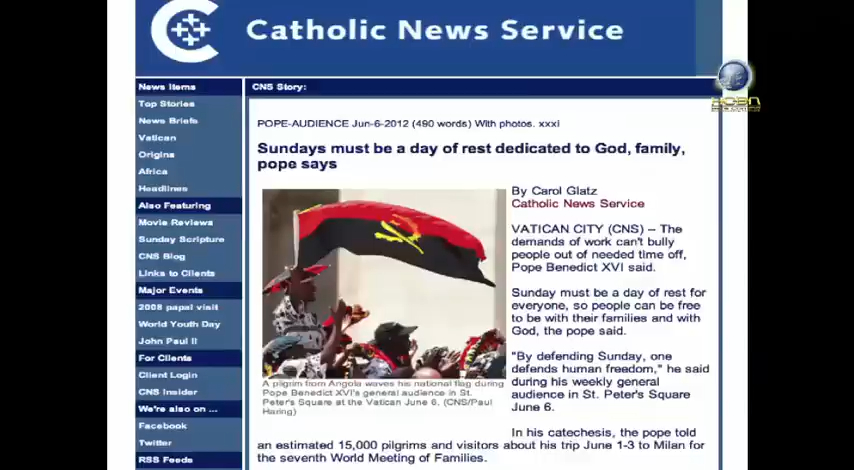 Catholic News Service
News Items
Top Stories
News Briefs
Vatican
Origins
Africa
Headlines
Also Featuring
Movie Reviews
Sunday Scripture
CNS Blog
Links to Clients
Major Events
2008 papal visit
World Youth Day
John Paul II
For Clients
Client Login
CNS Insider
We're also on ...
Facebook
Twitter
RSS Feeds
CNS Story:
POPE-AUDIENCE Jun-6-2012 (490 words) With photos. xxxi
Sundays must be a day of rest dedicated to God, family,
pope says
By Carol Glatz
Catholic News Service
VATICAN CITY (CNS) -- The
demands of work can't bully
people out of needed time off,
Pope Benedict XVI said.
Sunday must be a day of rest for
everyone, so people can be free
to be with their families and with
God, the pope said.
"By defending Sunday, one
defends human freedom," he said
during his weekly general
audience in St. Peter's Square
June 6.
A pilgrim from Angola waves his national flag during
Pope Benedict XVI's general audience in St.
Peter's Square at the Vatican June 6. (CNS/Paul
Haring)
In his catechesis, the pope told
an estimated 15,000 pilgrims and visitors about his trip June 1-3 to Milan for
the seventh World Meeting of Families.